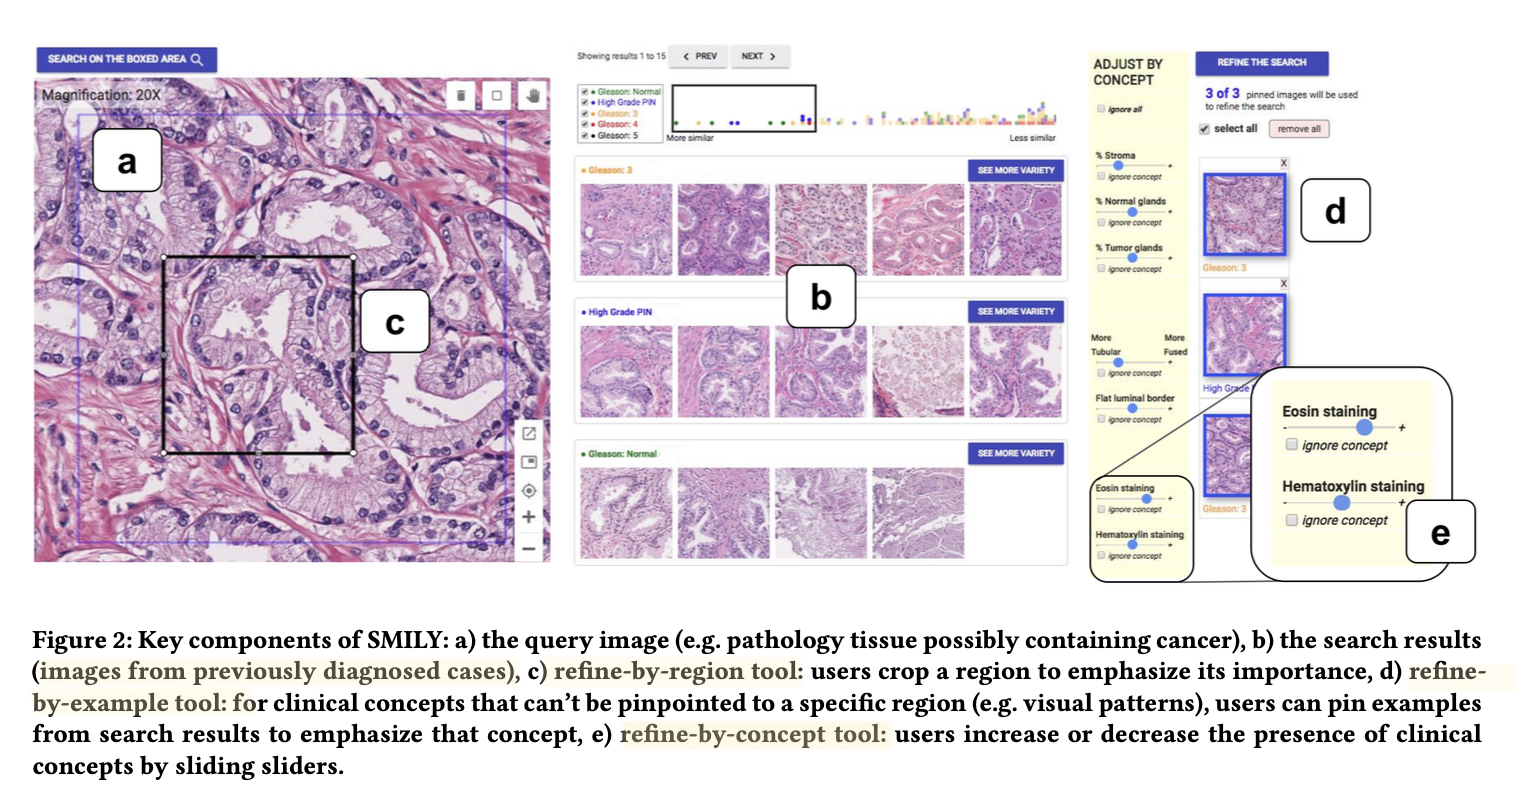 SEARCH ON THE BOXED AREA
Magnification: 20X
a
c
Showing results 1 to 15
PREV
NEXT
Gleason: Normal
High Grade PIN
Gleason: 3
Gleason: 4
Gleason: 5
More similar
Less similar
Gleason: 3
SEE MORE VARIETY
b
High Grade PIN
SEE MORE VARIETY
Gleason: Normal
SEE MORE VARIETY
ADJUST BY
CONCEPT
ignore all
% Stroma
- +
ignore concept
% Normal glands
- +
ignore concept
% Tumor glands
- +
ignore concept
More More
Tubular Fused
- +
ignore concept
Flat luminal border
- +
ignore concept
Eosin staining
- +
ignore concept
Hematoxylin staining
- +
ignore concept
REFINE THE SEARCH
3 of 3 pinned images will be used
to refine the search
select all
remove all
X
Gleason: 3
d
X
High Grade
Gleason: 3
Eosin staining
- +
ignore concept
Hematoxylin staining
- +
ignore concept
e
Figure 2: Key components of SMILY: a) the query image (e.g. pathology tissue possibly containing cancer), b) the search results
(images from previously diagnosed cases), c) refine-by-region tool: users crop a region to emphasize its importance, d) refine-
by-example tool: for clinical concepts that can’t be pinpointed to a specific region (e.g. visual patterns), users can pin examples
from search results to emphasize that concept, e) refine-by-concept tool: users increase or decrease the presence of clinical
concepts by sliding sliders.